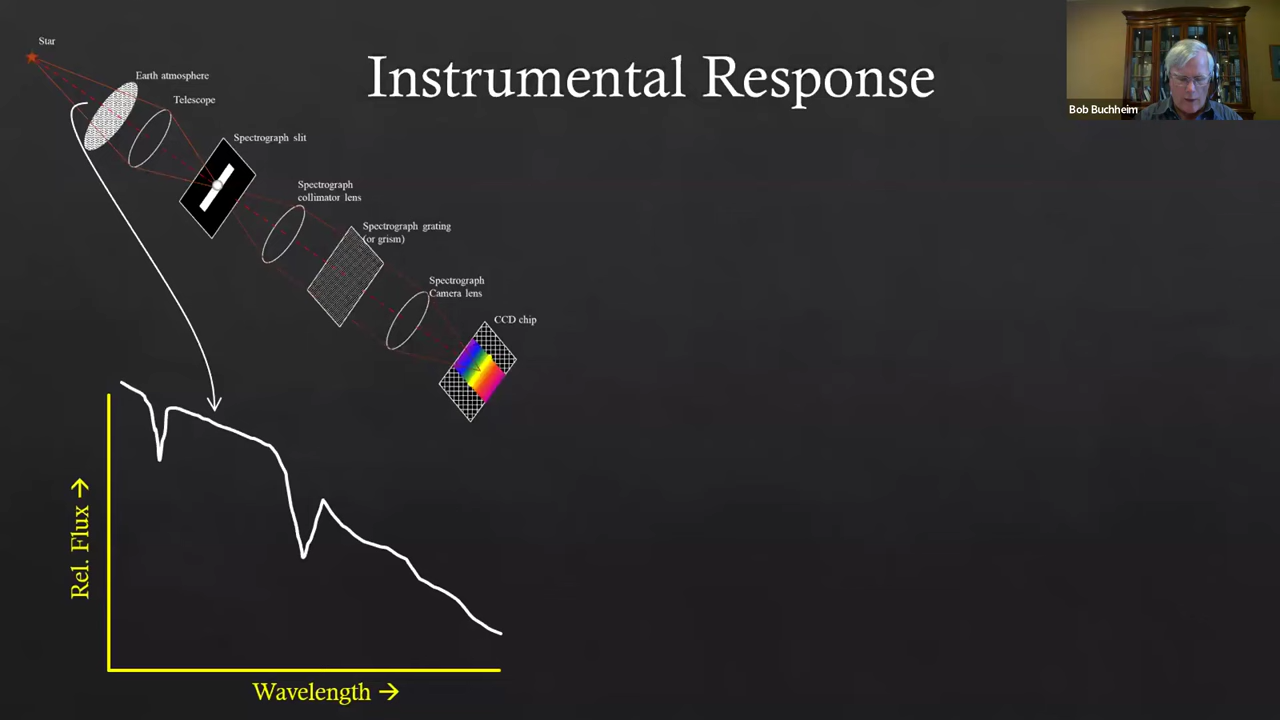 Instrumental Response
Bob Buchheim
Star
Earth atmosphere
Telescope
Spectrograph slit
Spectrograph
collimator lens
Spectrograph grating
(or grism)
Spectrograph
Camera lens
CCD chip
Rel. Flux →
Wavelength →